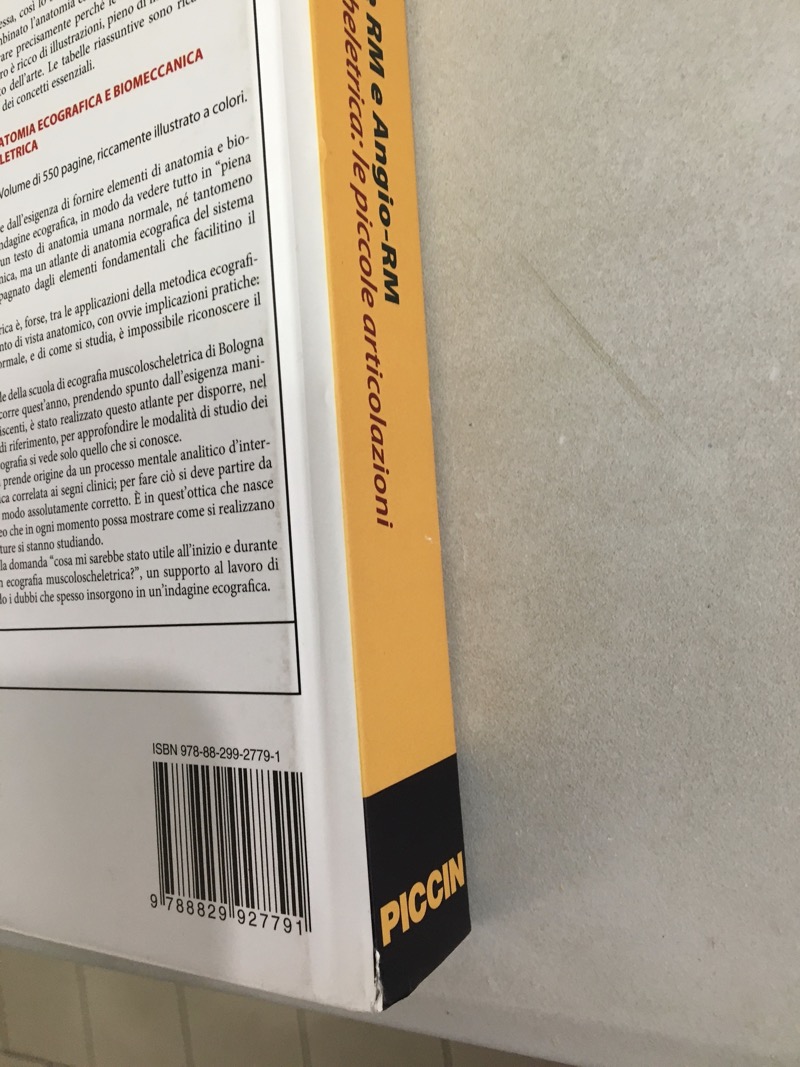 essa, così lo
binato l'anatomia
are precisamente perché
ro è ricco di illustrazioni, pieno di
o dell'arte. Le tabelle riassuntive sono
dei concetti essenziali.
ATOMIA ECOGRAFICA E BIOMECCANICA
LETRICA
Volume di 550 pagine, riccamente illustrato a colori.
e dall'esigenza di fornire elementi di anatomia e bio-
ndagine ecografica, in modo da vedere tutto in "piena
un testo di anatomia umana normale, né tantomeno
nica, ma un atlante di anatomia ecografica del sistema
pagnato dagli elementi fondamentali che facilitino il
rica è, forse, tra le applicazioni della metodica ecografi-
nto di vista anatomico, con ovvie implicazioni pratiche:
ormale, e di come si studia, è impossibile riconoscere il
le della scuola di ecografia muscoloscheletrica di Bologna
corre quest'anno, prendendo spunto dall'esigenza mani-
iscenti, è stato realizzato questo atlante per disporre, nel
di riferimento, per approfondire le modalità di studio dei
ografia si vede solo quello che si conosce.
prende origine da un processo mentale analitico d'inter-
ca correlata ai segni clinici; per fare ciò si deve partire da
modo assolutamente corretto. È in quest'ottica che nasce
eo che in ogni momento possa mostrare come si realizzano
ture si stanno studiando.
la domanda "cosa mi sarebbe stato utile all'inizio e durante
n ecografia muscoloscheletrica?", un supporto al lavoro di
do i dubbi che spesso insorgono in un'indagine ecografica.
ISBN 978-88-299-2779-1
9 788829 927791
e RM e Angio-RM
heletrica: le piccole articolazioni
PICCIN